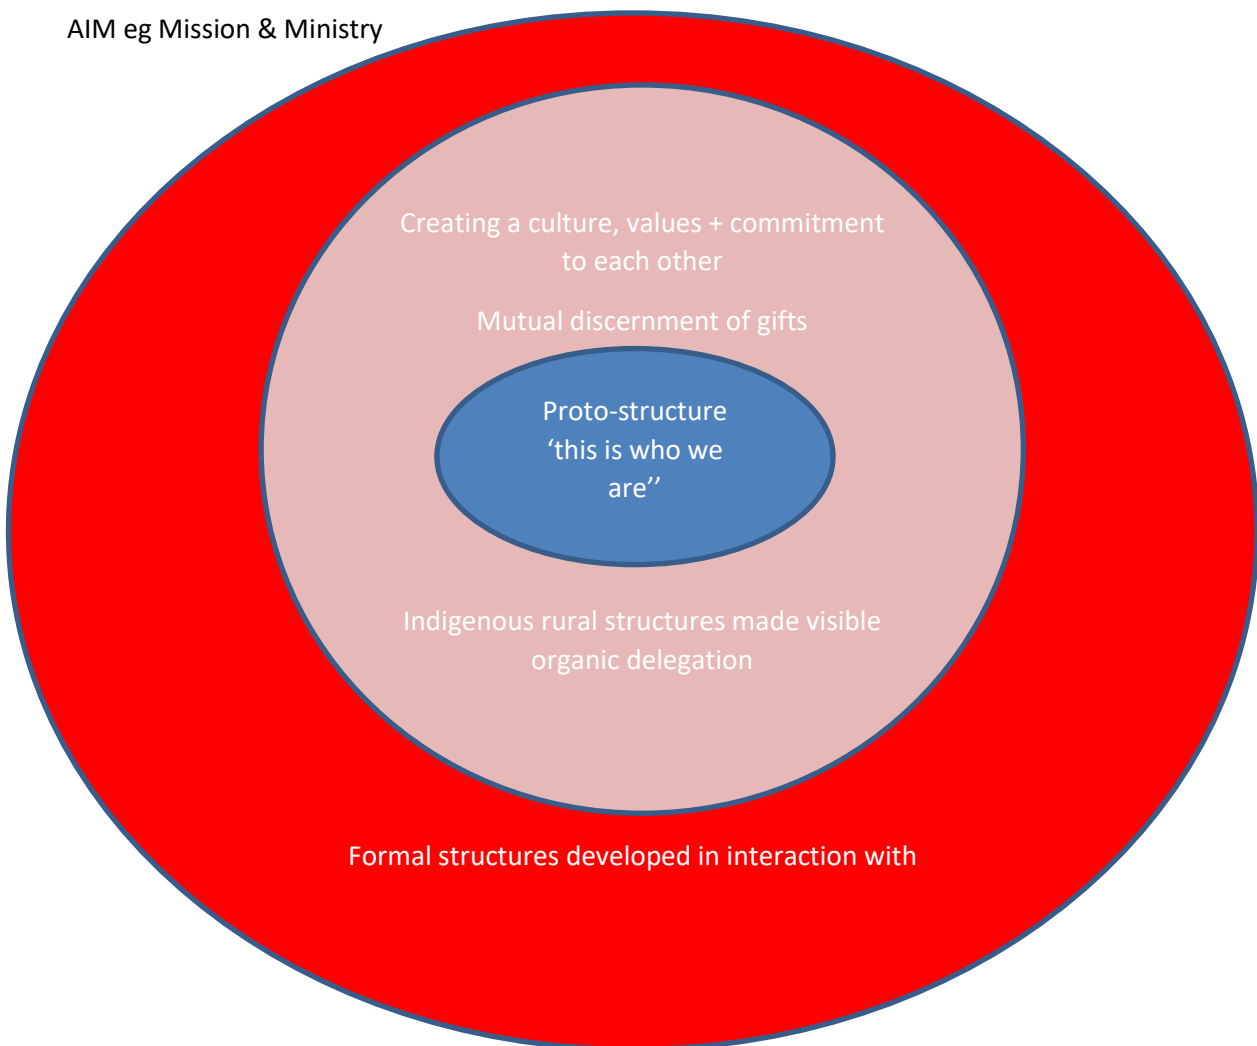 AIM eg Mission & Ministry
Creating a culture, values + commitment
to each other
Mutual discernment of gifts
Proto-structure
‘this is who we
are’’
Indigenous rural structures made visible
organic delegation
Formal structures developed in interaction with